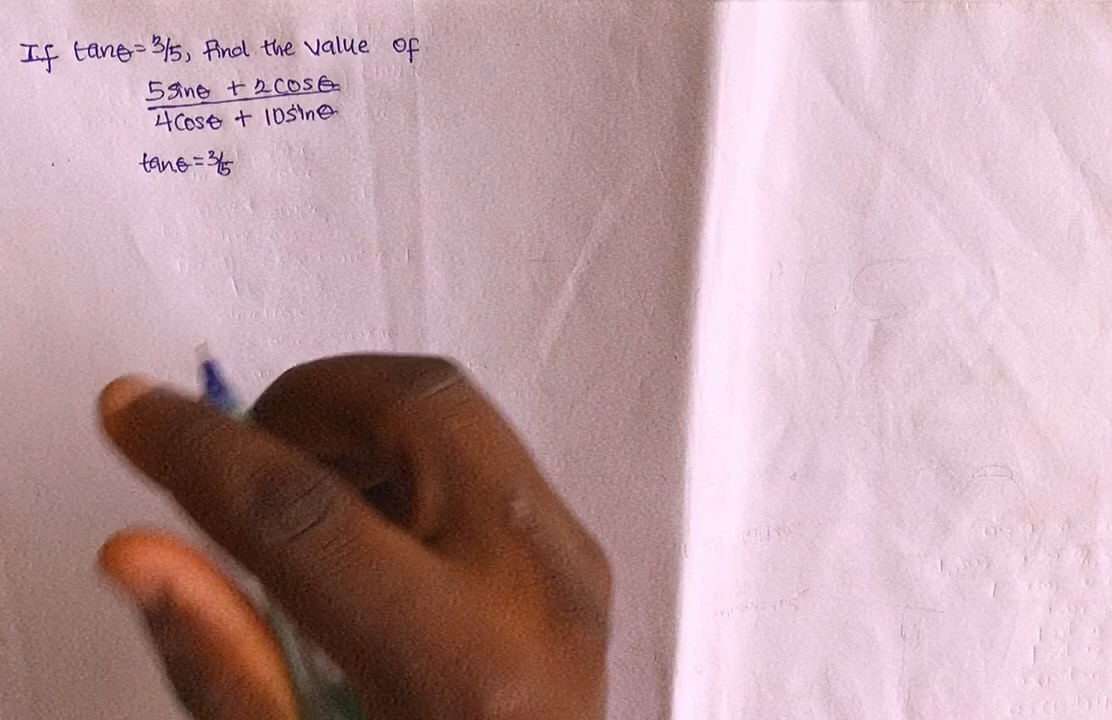 If tanθ=3/5, find the value of
5sinθ + 2cosθ
4cosθ + 10sinθ
tanθ=3/5